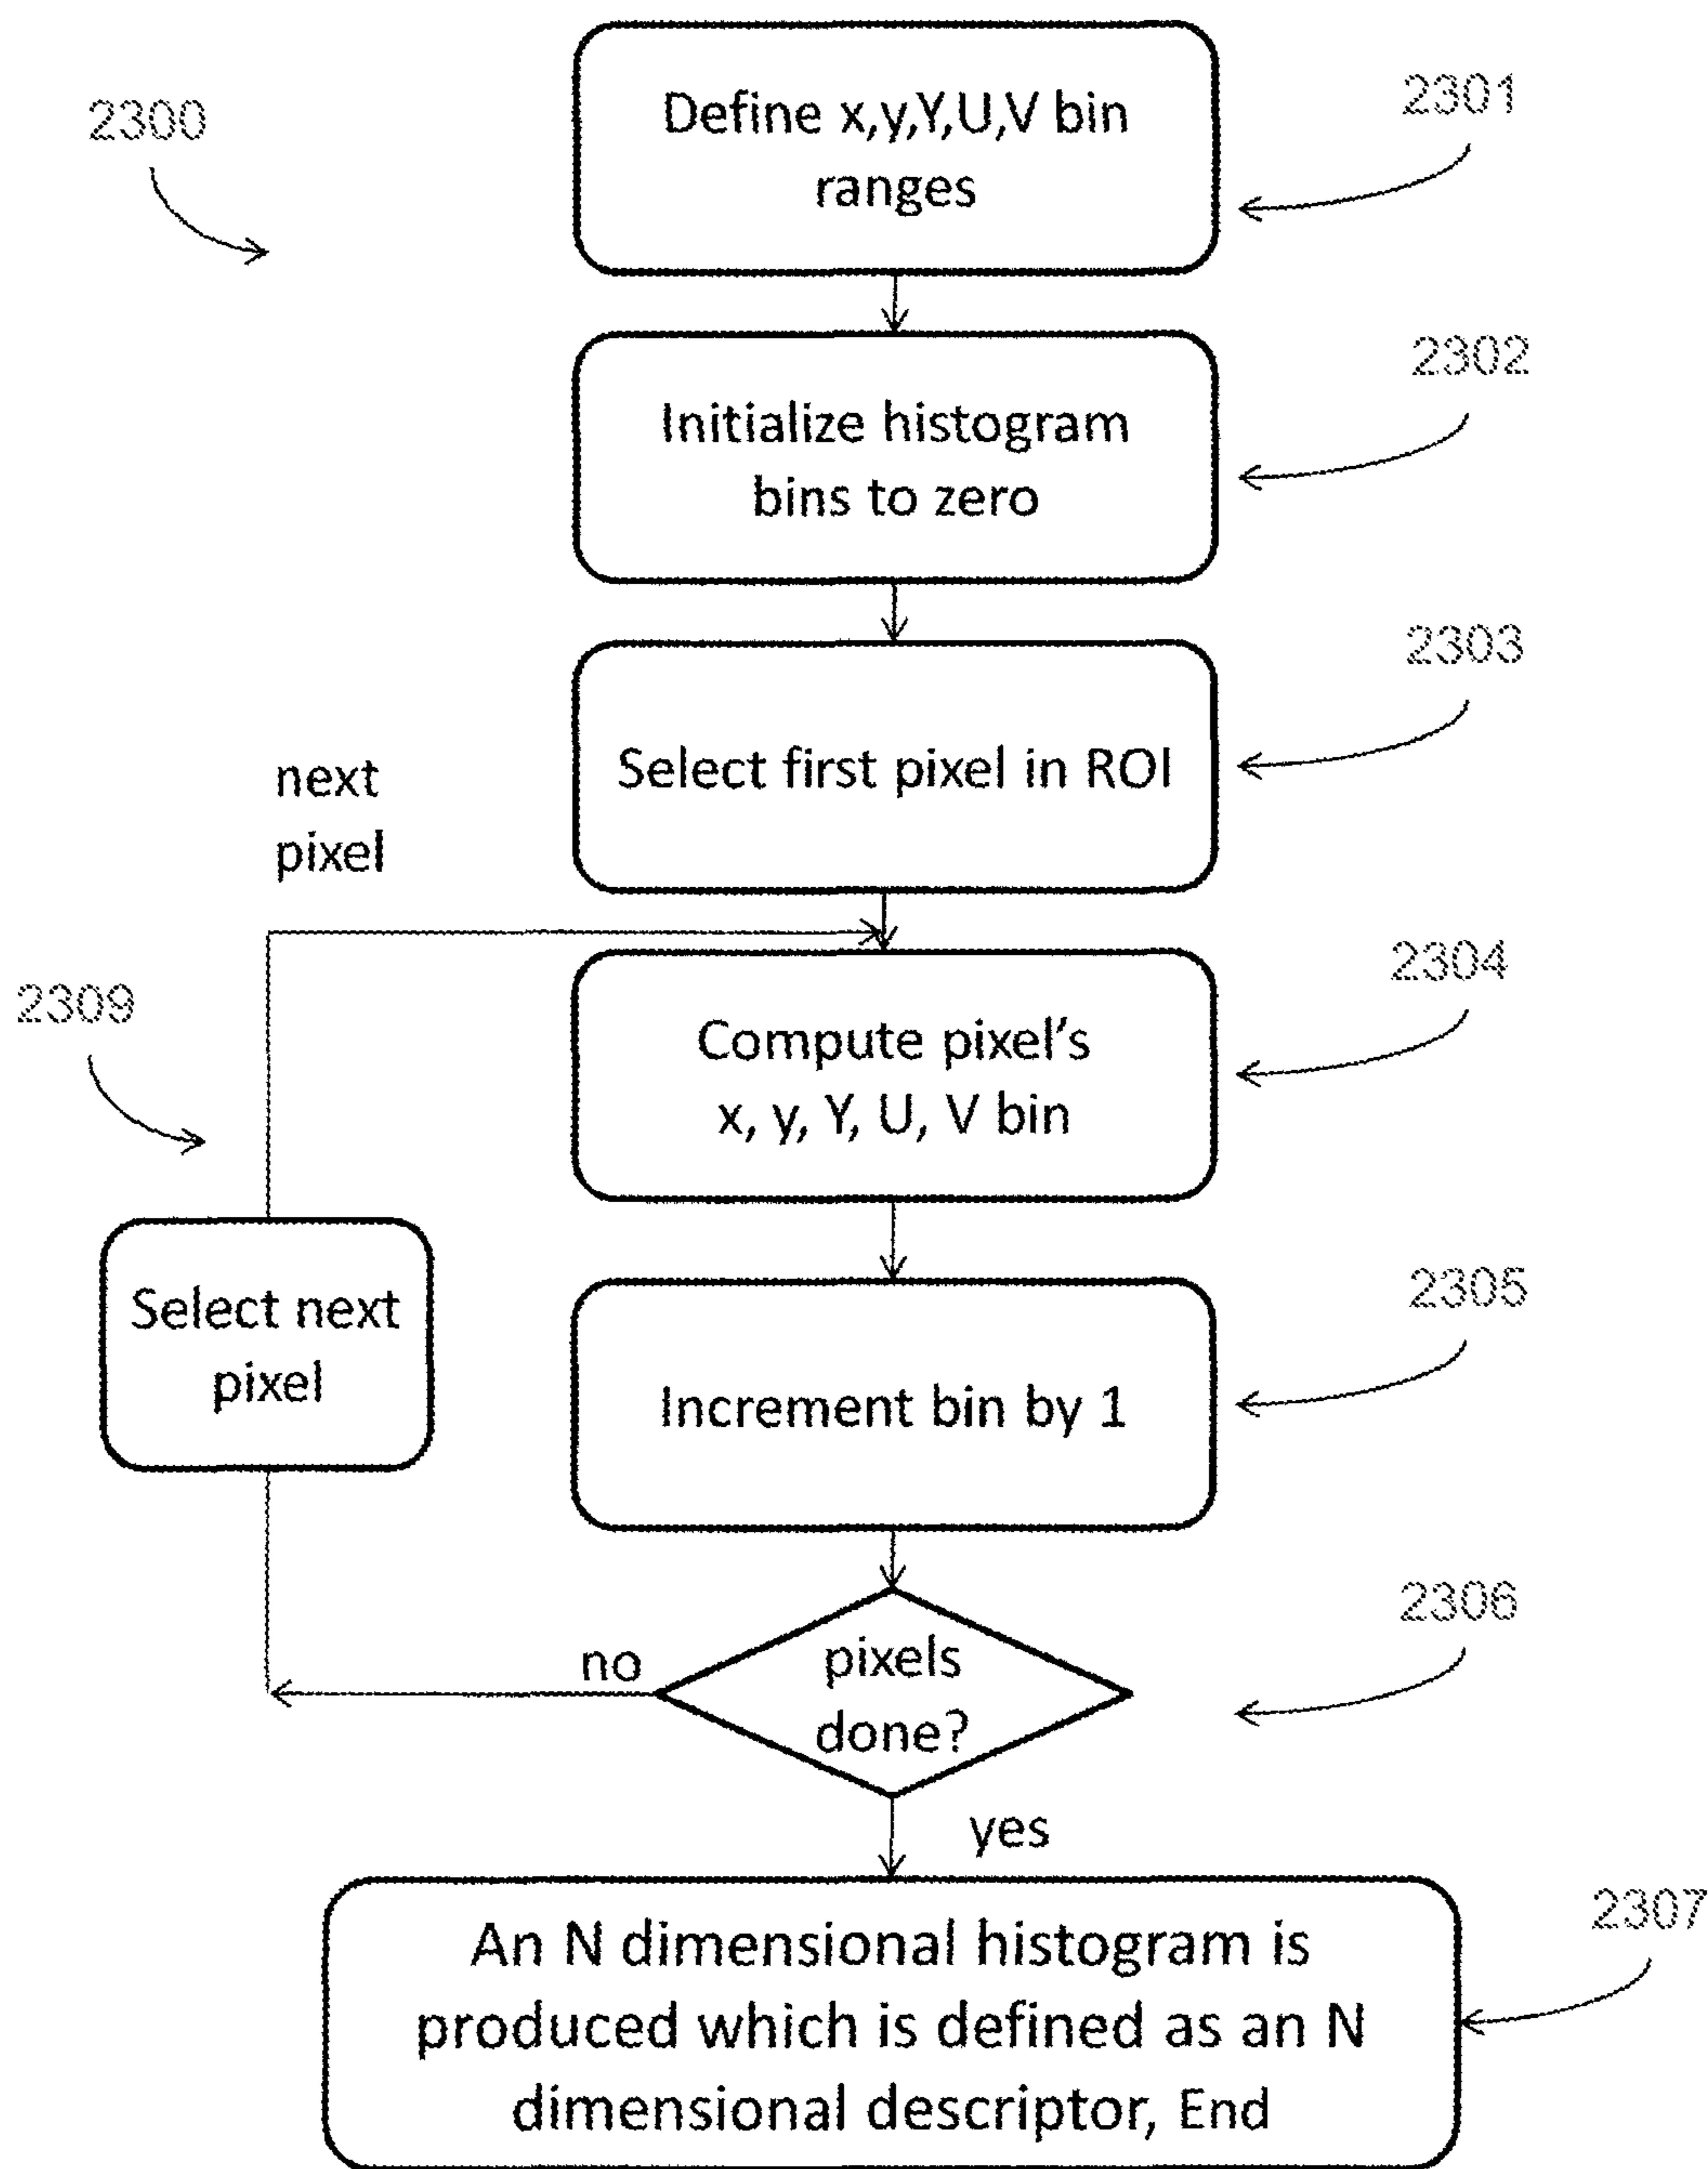 2300
Define x,y,Y,U,V bin
ranges
2301
Initialize histogram
bins to zero
2302
Select first pixel in ROI
2303
next
pixel
Compute pixel's
x, y, Y, U, V bin
2304
2309
Select next
pixel
Increment bin by 1
2305
pixels
done?
2306
no
yes
An N dimensional histogram is
produced which is defined as an N
dimensional descriptor, End
2307